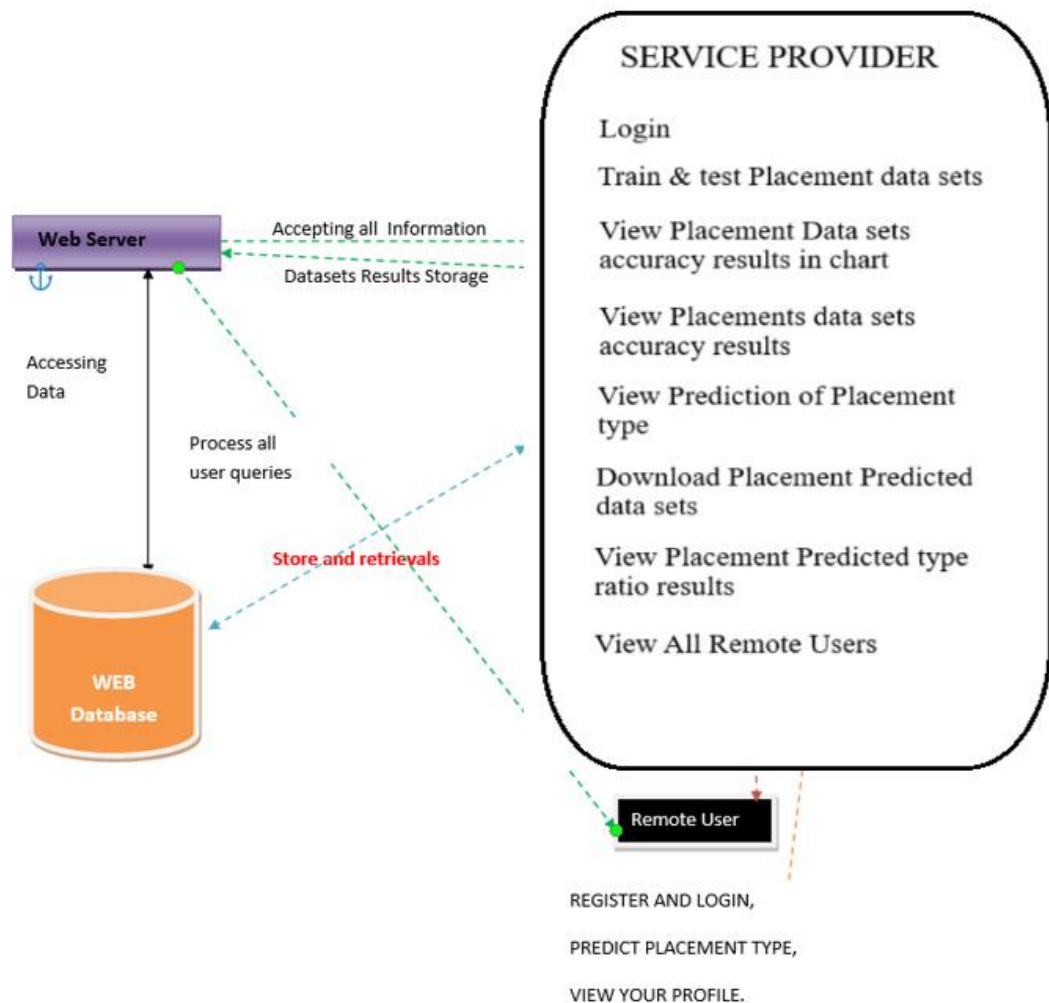 SERVICE PROVIDER
Login
Train & test Placement data sets
View Placement Data sets
accuracy results in chart
View Placements data sets
accuracy results
View Prediction of Placement
type
Download Placement Predicted
data sets
View Placement Predicted type
ratio results
View All Remote Users
Web Server
Accepting all Information
Datasets Results Storage
Accessing
Data
Process all
user queries
Store and retrievals
WEB
Database
Remote User
REGISTER AND LOGIN,
PREDICT PLACEMENT TYPE,
VIEW YOUR PROFILE.